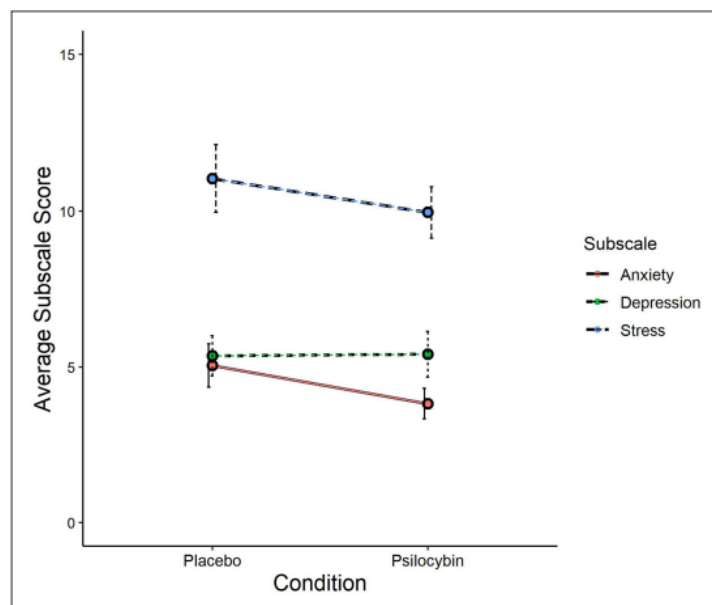 15
10
5
0
Average Subscale Score
Placebo
Psilocybin
Condition
Subscale
Anxiety
Depression
Stress